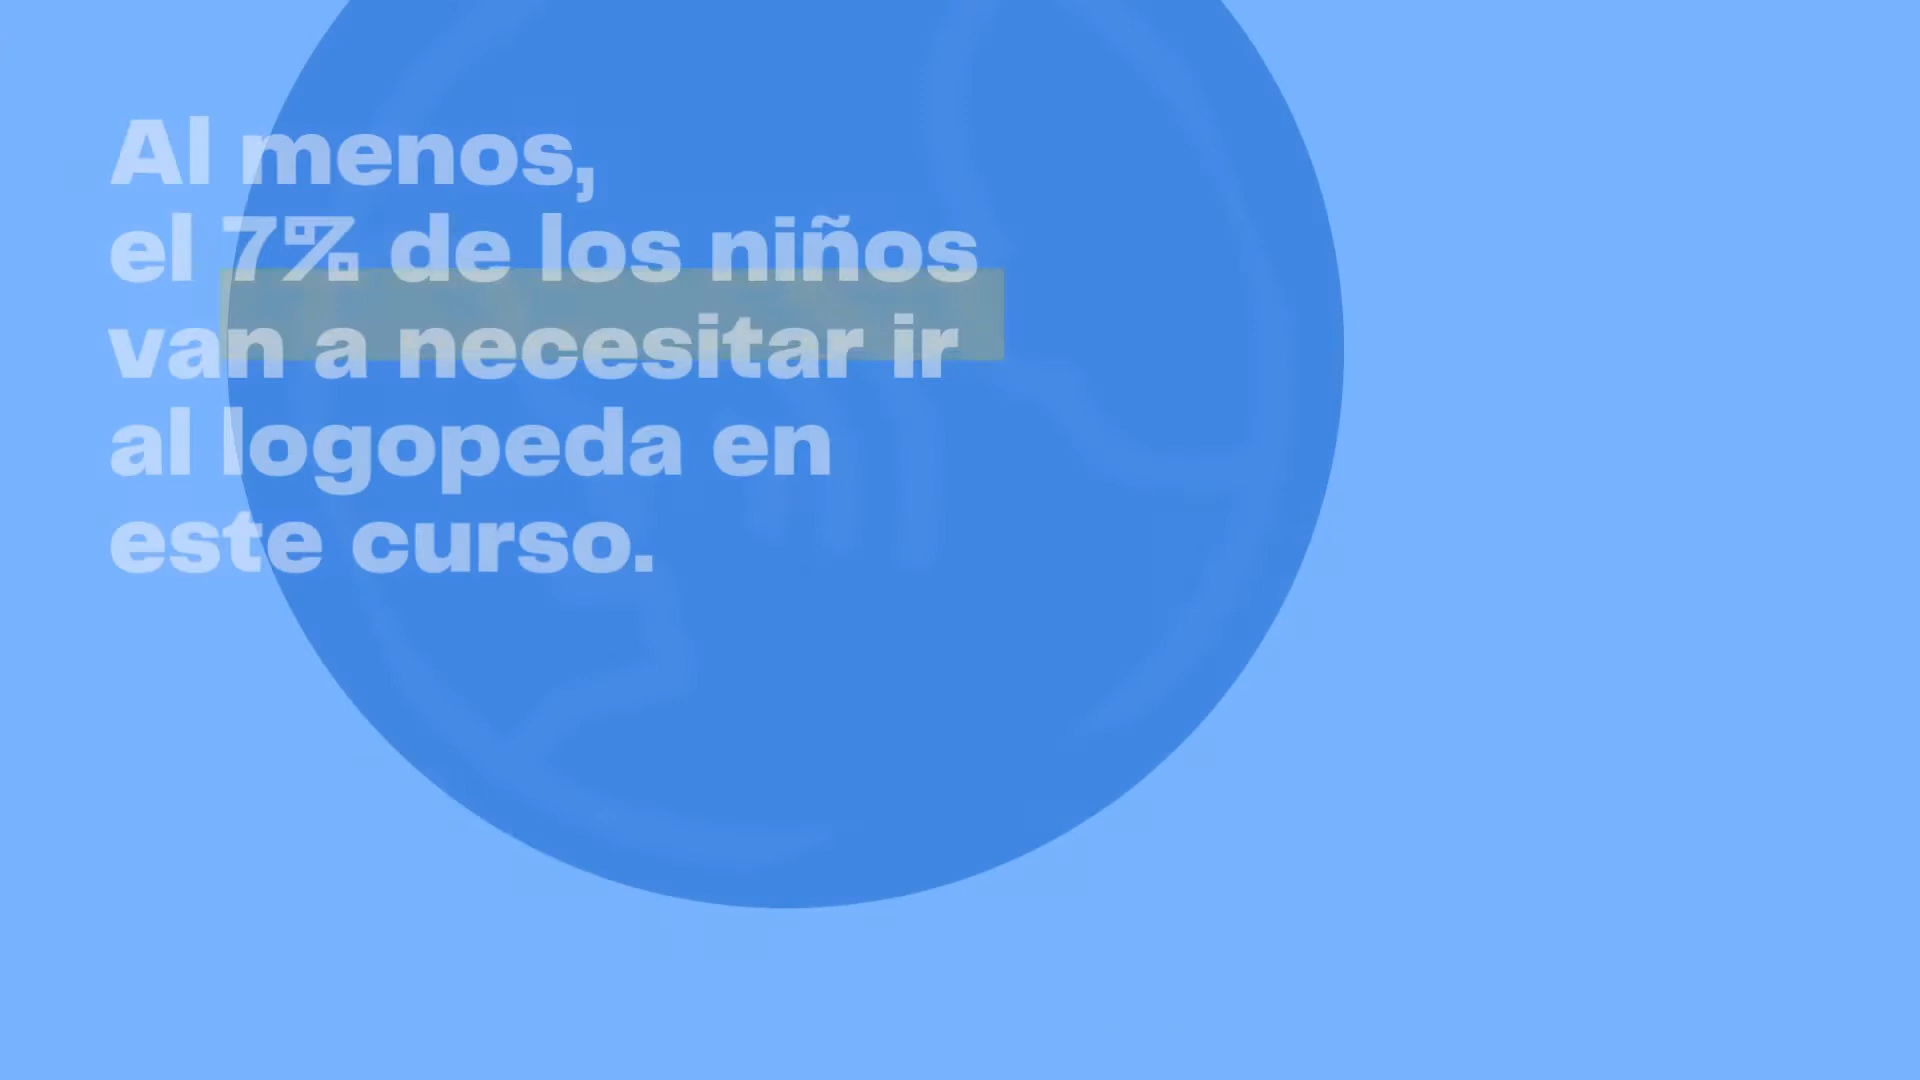 Al menos,
el 7% de los niños
van a necesitar ir
al logopeda en
este curso.